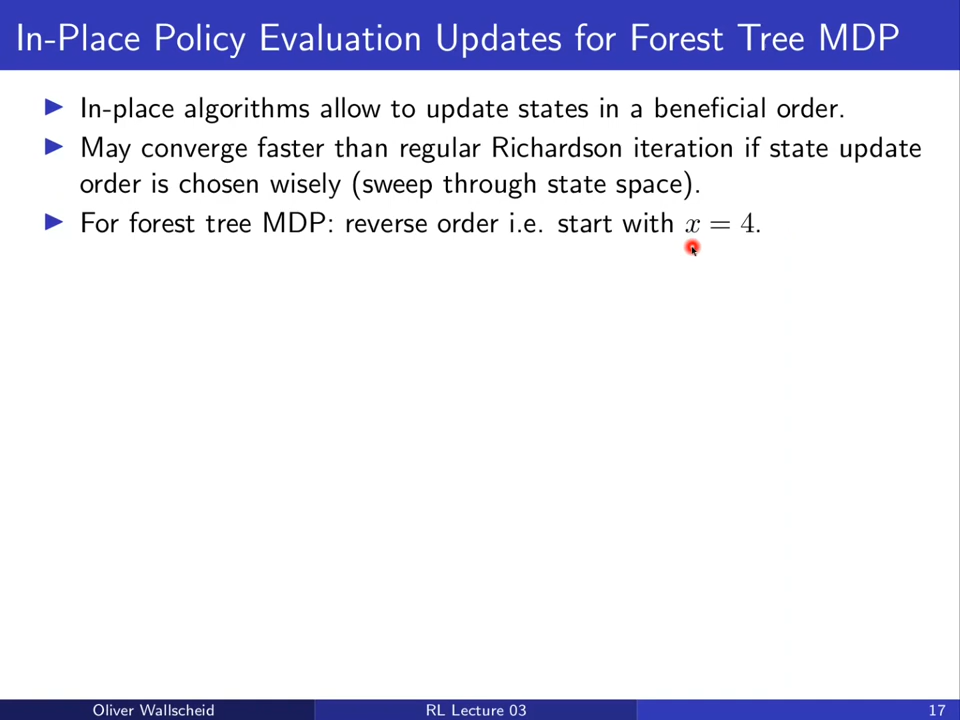 In-Place Policy Evaluation Updates for Forest Tree MDP
▶ In-place algorithms allow to update states in a beneficial order.
▶ May converge faster than regular Richardson iteration if state update
order is chosen wisely (sweep through state space).
▶ For forest tree MDP: reverse order i.e. start with x = 4.
Oliver Wallscheid RL Lecture 03 17